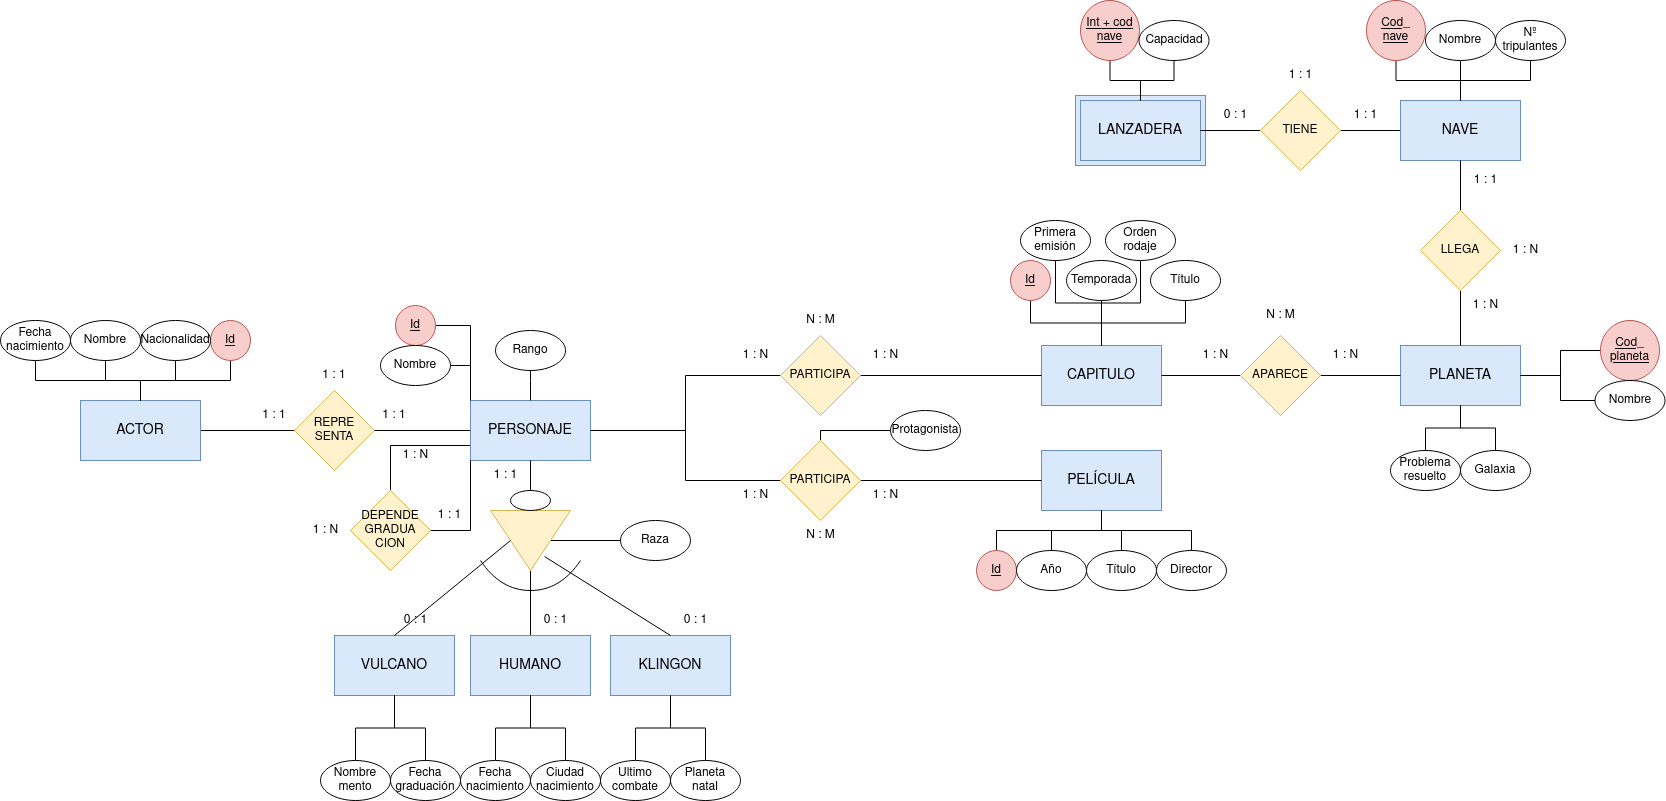 Int + cod
nave
Capacidad
Cod_
nave
Nombre
Nº
tripulantes
1 : 1
0 : 1
1 : 1
LANZADERA
TIENE
NAVE
1 : 1
LLEGA
1 : N
1 : N
Primera
emisión
Orden
rodaje
Id
Temporada
Título
N : M
N : M
1 : N
1 : N
1 : N
1 : N
PARTICIPA
CAPITULO
APARECE
PLANETA
Cod_
planeta
Nombre
Problema
resuelto
Galaxia
Fecha
nacimiento
Nombre
Nacionalidad
Id
Id
Nombre
Rango
1 : 1
1 : 1
1 : 1
ACTOR
REPRE
SENTA
PERSONAJE
Protagonista
1 : N
1 : 1
PARTICIPA
PELÍCULA
1 : N
1 : N
N : M
DEPENDE
GRADUA
CION
1 : N
1 : 1
Raza
Id
Año
Título
Director
0 : 1
0 : 1
0 : 1
VULCANO
HUMANO
KLINGON
Nombre
mento
Fecha
graduación
Fecha
nacimiento
Ciudad
nacimiento
Ultimo
combate
Planeta
natal